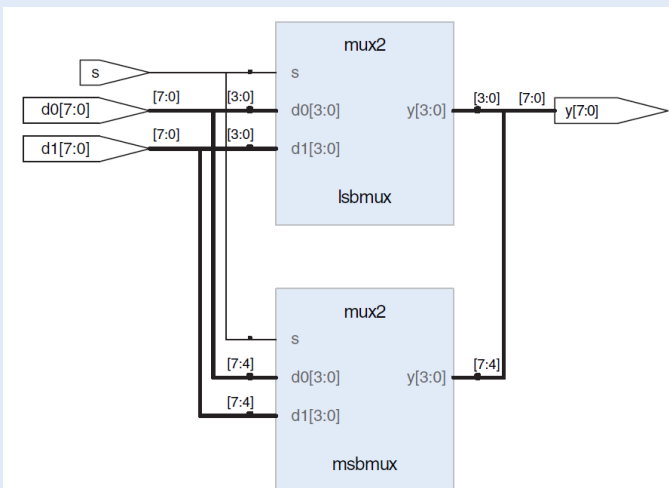 mux2
s
s
[7:0]
[3:0]
[3:0]
[7:0]
d0[7:0]
d0[3:0]
y[3:0]
y[7:0]
[7:0]
[3:0]
d1[7:0]
d1[3:0]
lsbmux
mux2
s
[7:4]
[7:4]
d0[3:0]
y[3:0]
[7:4]
d1[3:0]
msbmux